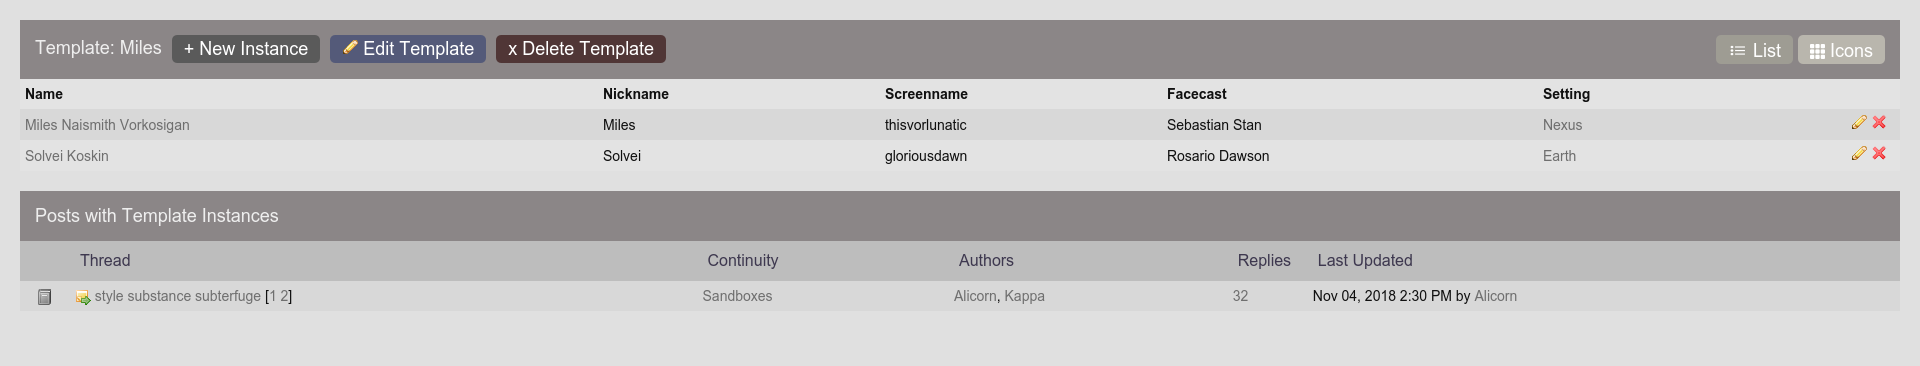 Template: Miles + New Instance Edit Template x Delete Template List Icons
Name Nickname Screenname Facecast Setting
Miles Naismith Vorkosigan Miles thisvorlunatic Sebastian Stan Nexus
Solvei Koskin Solvei gloriousdawn Rosario Dawson Earth
Posts with Template Instances
Thread Continuity Authors Replies Last Updated
style substance subterfuge [1 2] Sandboxes Alicorn, Kappa 32 Nov 04, 2018 2:30 PM by Alicorn